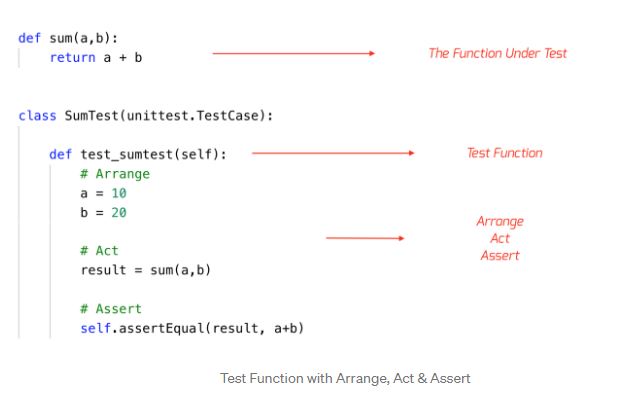 def sum(a,b):
return a + b
The Function Under Test
class SumTest(unittest.TestCase):
def test_sumtest(self):
Test Function
# Arrange
a = 10
b = 20
Arrange
Act
Assert
# Act
result = sum(a,b)
# Assert
self.assertEqual(result, a+b)
Test Function with Arrange, Act & Assert